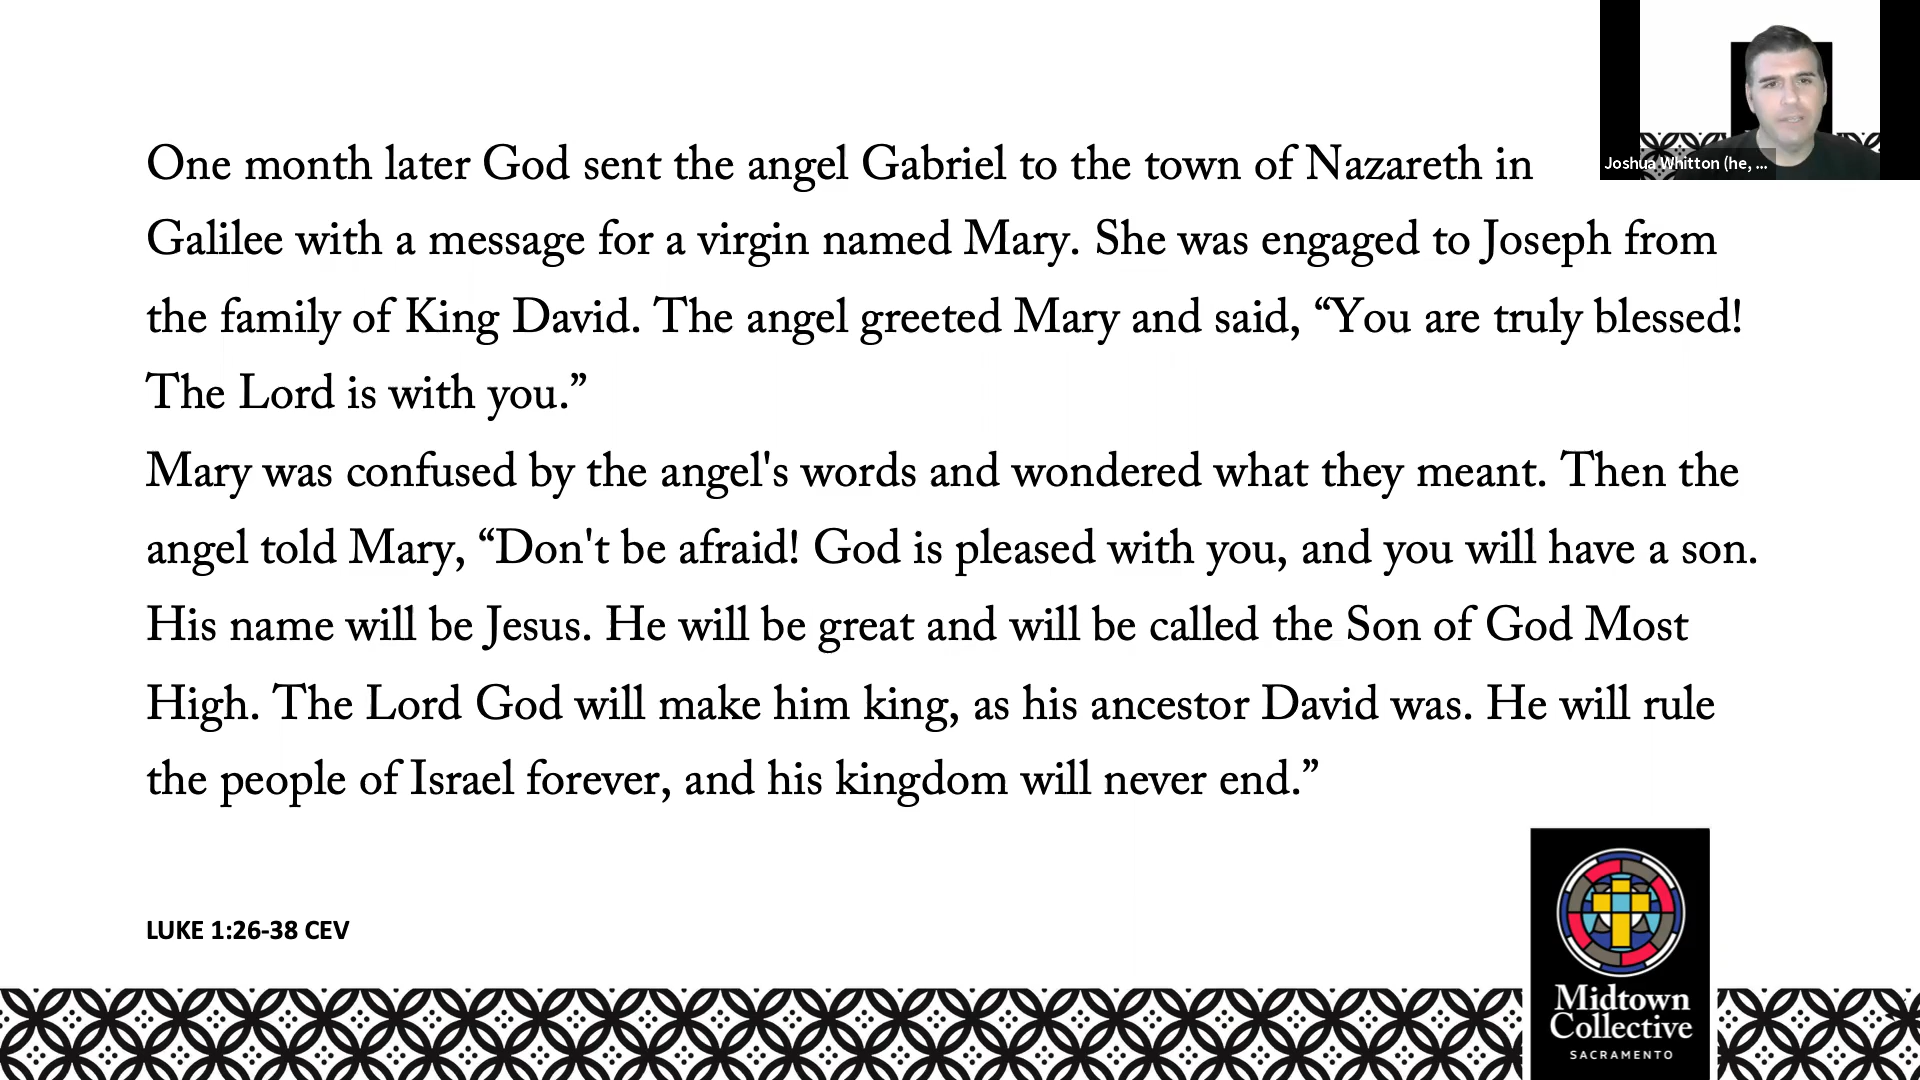 One month later God sent the angel Gabriel to the town of Nazareth in
Galilee with a message for a virgin named Mary. She was engaged to Joseph from
the family of King David. The angel greeted Mary and said, “You are truly blessed!
The Lord is with you.”
Mary was confused by the angel's words and wondered what they meant. Then the
angel told Mary, “Don't be afraid! God is pleased with you, and you will have a son.
His name will be Jesus. He will be great and will be called the Son of God Most
High. The Lord God will make him king, as his ancestor David was. He will rule
the people of Israel forever, and his kingdom will never end.”
LUKE 1:26-38 CEV
Joshua Whitton (he, ...
Midtown
Collective
SACRAMENTO